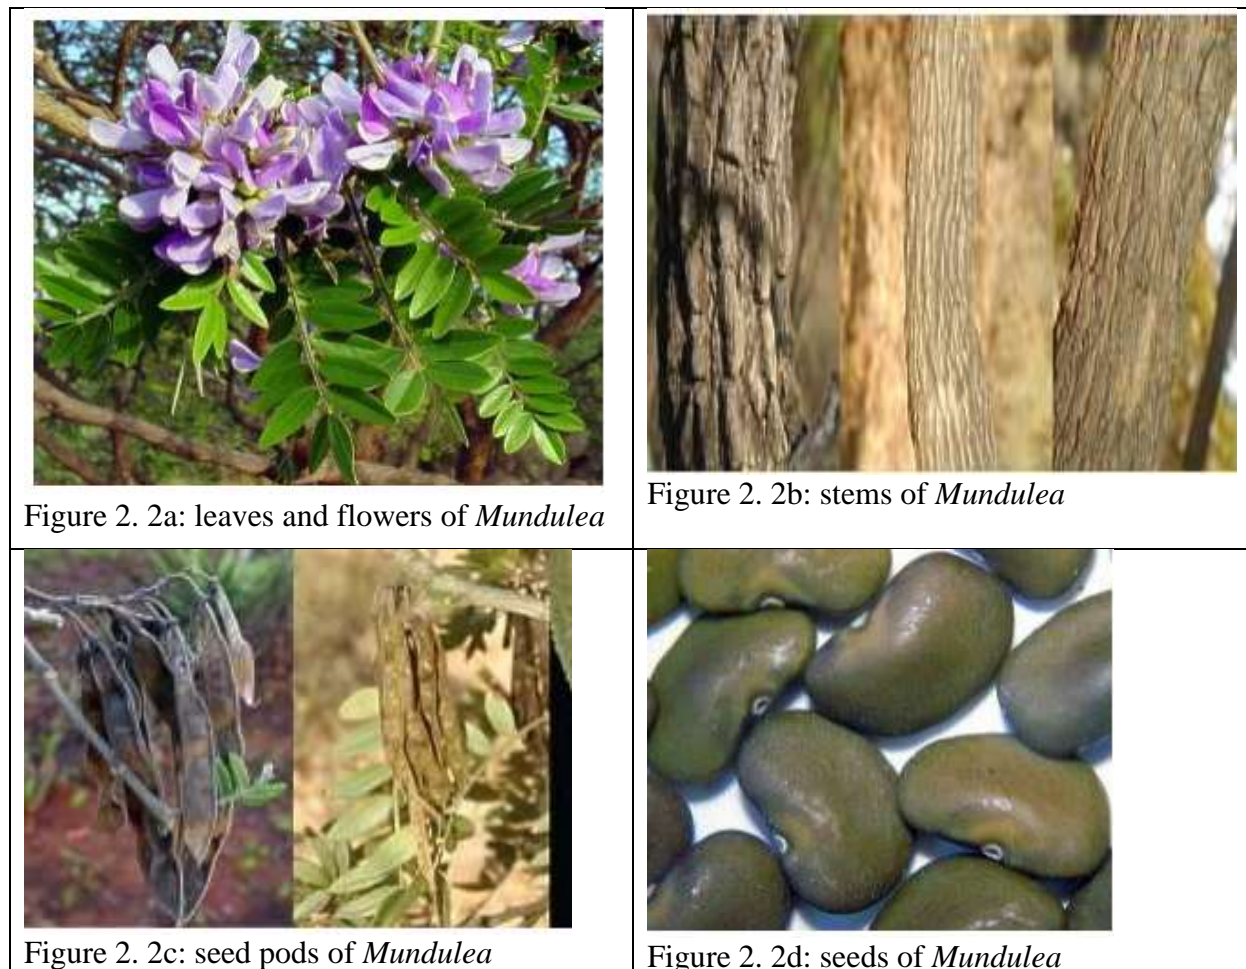 Figure 2. 2a: leaves and flowers of Mundulea
Figure 2. 2b: stems of Mundulea
Figure 2. 2c: seed pods of Mundulea
Figure 2. 2d: seeds of Mundulea